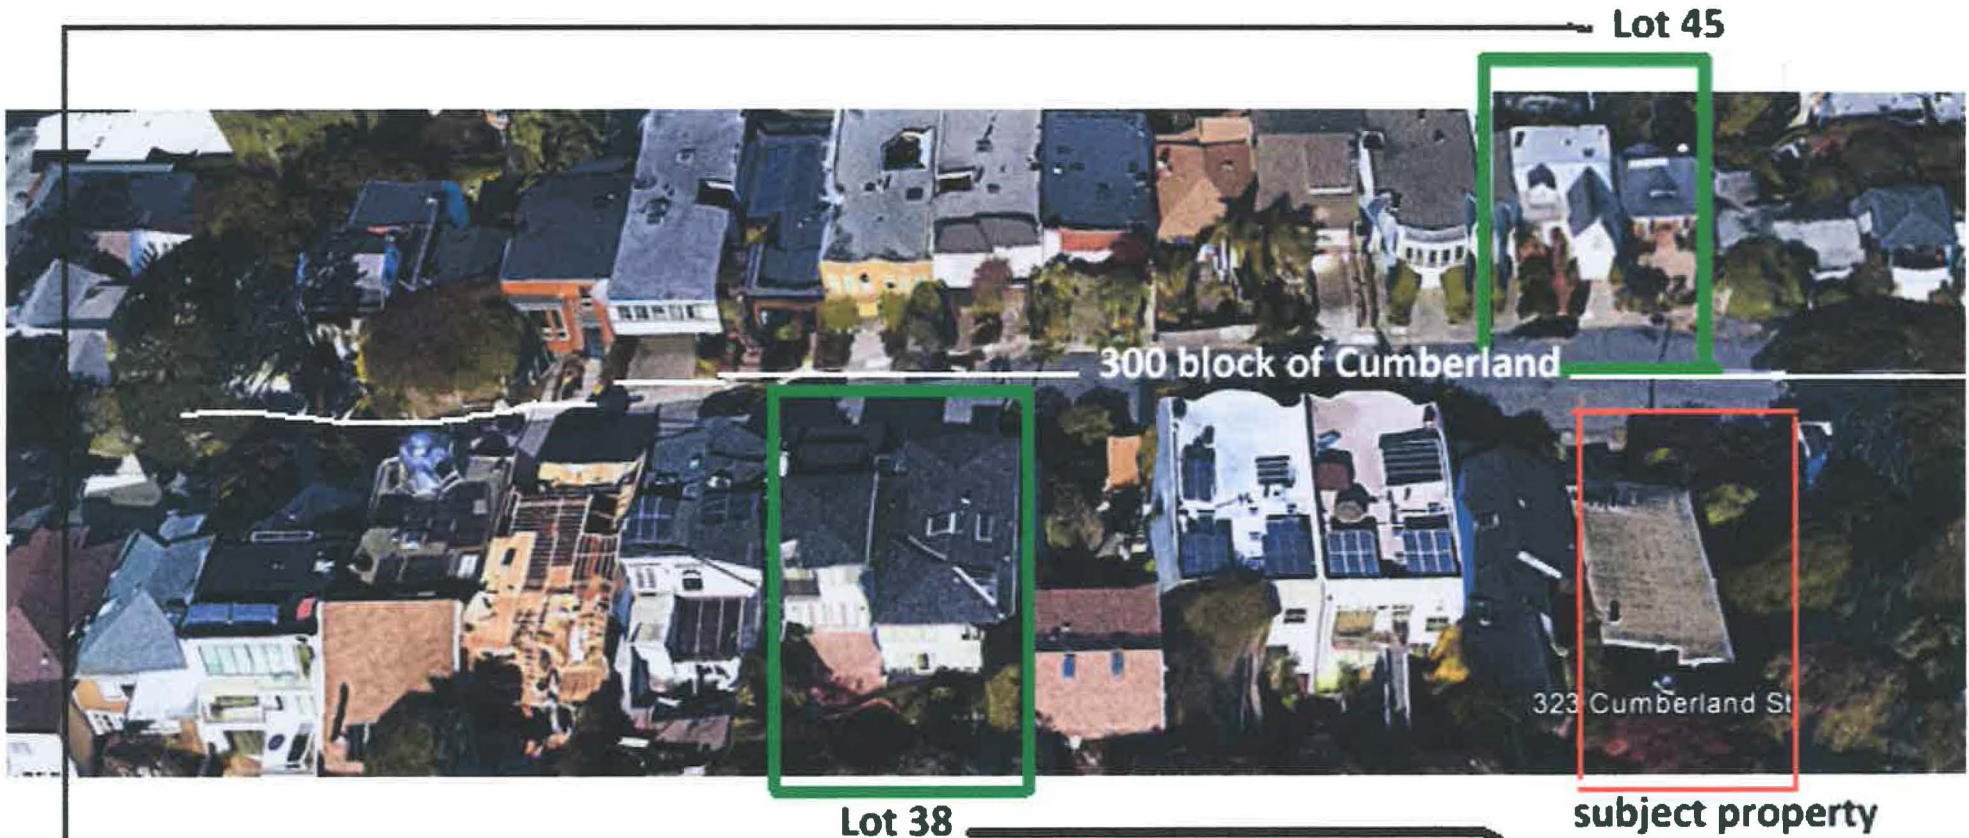 Lot 45
300 block of Cumberland
323 Cumberland St
Lot 38
subject property